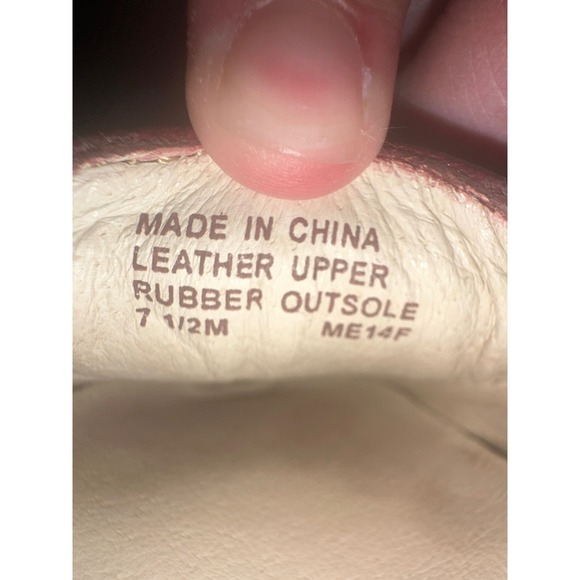 MADE IN CHINA
LEATHER UPPER
RUBBER OUTSOLE
7 1/2M ME14F